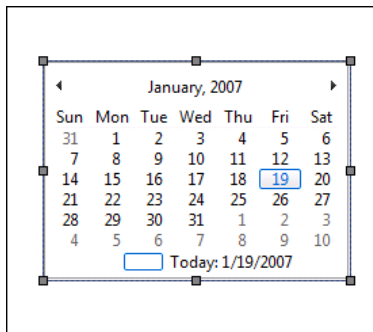 January, 2007
Sun Mon Tue Wed Thu Fri Sat
31 1 2 3 4 5 6
7 8 9 10 11 12 13
14 15 16 17 18 19 20
21 22 23 24 25 26 27
28 29 30 31 1 2 3
4 5 6 7 8 9 10
Today: 1/19/2007